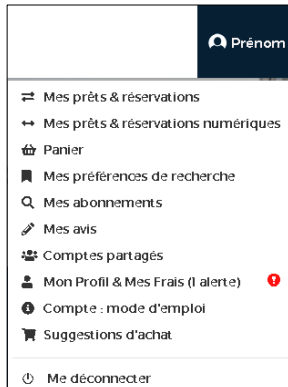 Prénom
Mes prêts & réservations
Mes prêts & réservations numériques
Panier
Mes préférences de recherche
Mes abonnements
Mes avis
Comptes partagés
Mon Profil & Mes Frais (1 alerte)
Compte : mode d'emploi
Suggestions d'achat
Me déconnecter